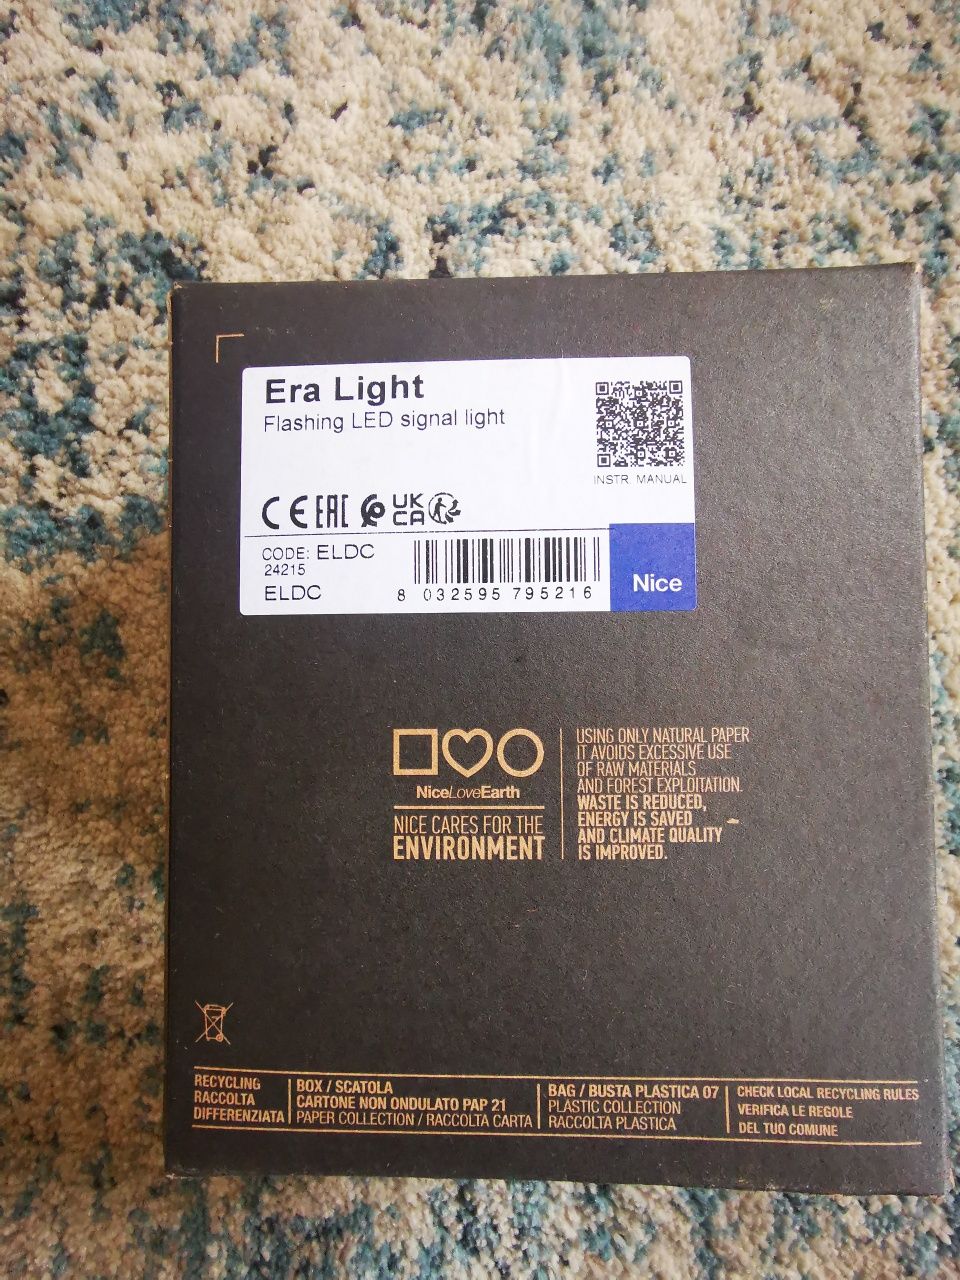 Era Light
Flashing LED signal light
INSTR. MANUAL
CE EAC UK
CA
CODE: ELDC
24215
ELDC
8 032595 795216
Nice
NiceLoveEarth
NICE CARES FOR THE
ENVIRONMENT
USING ONLY NATURAL PAPER
IT AVOIDS EXCESSIVE USE
OF RAW MATERIALS
AND FOREST EXPLOITATION.
WASTE IS REDUCED,
ENERGY IS SAVED
AND CLIMATE QUALITY
IS IMPROVED.
RECYCLING
RACCOLTA
DIFFERENZIATA
BOX / SCATOLA
CARTONE NON ONDULATO PAP 21
PAPER COLLECTION / RACCOLTA CARTA
BAG / BUSTA PLASTICA 07
PLASTIC COLLECTION
RACCOLTA PLASTICA
CHECK LOCAL RECYCLING RULES
VERIFICA LE REGOLE
DEL TUO COMUNE